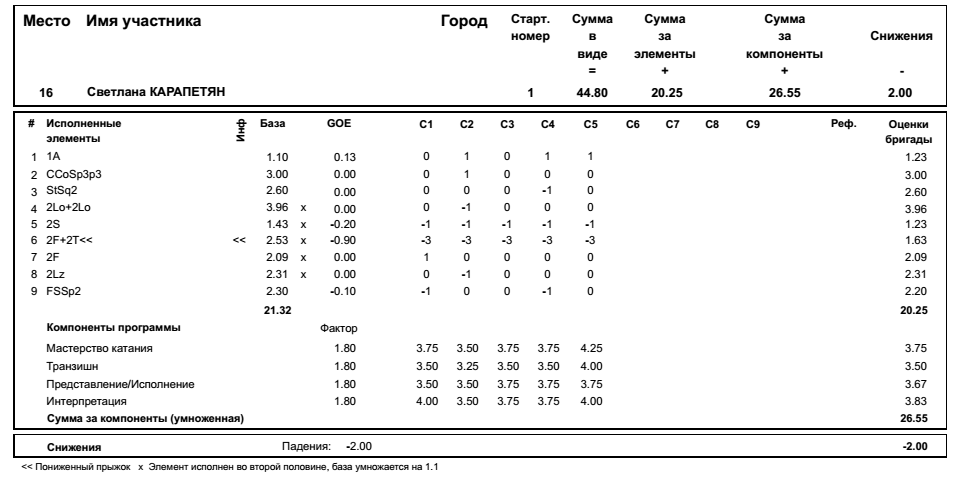 Место Имя участника Город Старт. номер Сумма в виде = Сумма за элементы + Сумма за компоненты + Снижения -
16 Светлана КАРАПЕТЯН 1 44.80 20.25 26.55 2.00
# Исполненные элементы Инф База GOE С1 С2 С3 С4 С5 С6 С7 С8 С9 Реф. Оценки бригады
1 1A 1.10 0.13 0 1 0 1 1 1.23
2 CCoSp3p3 3.00 0.00 0 1 0 0 0 3.00
3 StSq2 2.60 0.00 0 0 0 -1 0 2.60
4 2Lo+2Lo 3.96 x 0.00 0 -1 0 0 0 3.96
5 2S 1.43 x -0.20 -1 -1 -1 -1 -1 1.23
6 2F+2T<< << 2.53 x -0.90 -3 -3 -3 -3 -3 1.63
7 2F 2.09 x 0.00 1 0 0 0 0 2.09
8 2Lz 2.31 x 0.00 0 -1 0 0 0 2.31
9 FSSp2 2.30 -0.10 -1 0 0 -1 0 2.20
21.32 20.25
Компоненты программы Фактор
Мастерство катания 1.80 3.75 3.50 3.75 3.75 4.25 3.75
Транзишн 1.80 3.50 3.25 3.50 3.50 4.00 3.50
Представление/Исполнение 1.80 3.50 3.50 3.75 3.75 3.75 3.67
Интерпретация 1.80 4.00 3.50 3.75 3.75 4.00 3.83
Сумма за компоненты (умноженная) 26.55
Снижения Падения: -2.00 -2.00
<< Пониженный прыжок x Элемент исполнен во второй половине, база умножается на 1.1